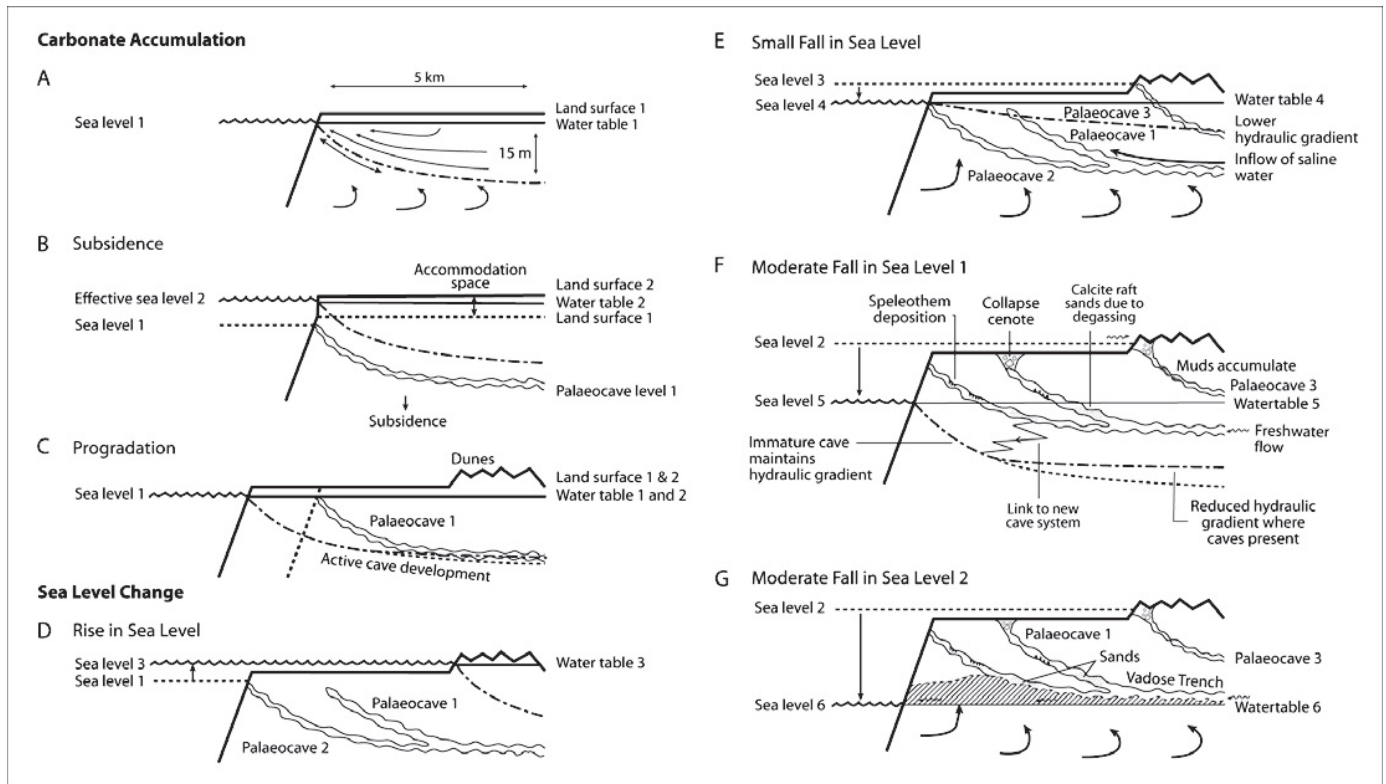 Carbonate Accumulation
A
5 km
Sea level 1
Land surface 1
Water table 1
15 m
B Subsidence
Accommodation
space
Effective sea level 2
Sea level 1
Land surface 2
Water table 2
Land surface 1
Palaeocave level 1
Subsidence
C Progradation
Dunes
Sea level 1
Land surface 1 & 2
Water table 1 and 2
Palaeocave 1
Active cave development
Sea Level Change
D Rise in Sea Level
Sea level 3
Sea level 1
Water table 3
Palaeocave 1
Palaeocave 2
E Small Fall in Sea Level
Sea level 3
Sea level 4
Water table 4
Palaeocave 3
Palaeocave 1
Lower
hydraulic gradient
Inflow of saline
water
Palaeocave 2
F Moderate Fall in Sea Level 1
Speleothem
deposition
Collapse
cenote
Calcite raft
sands due to
degassing
Sea level 2
Muds accumulate
Palaeocave 3
Sea level 5
Watertable 5
Freshwater
flow
Immature cave
maintains
hydraulic gradient
Link to new
cave system
Reduced hydraulic
gradient where
caves present
G Moderate Fall in Sea Level 2
Sea level 2
Palaeocave 1
Sands
Palaeocave 3
Vadose Trench
Sea level 6
Watertable 6